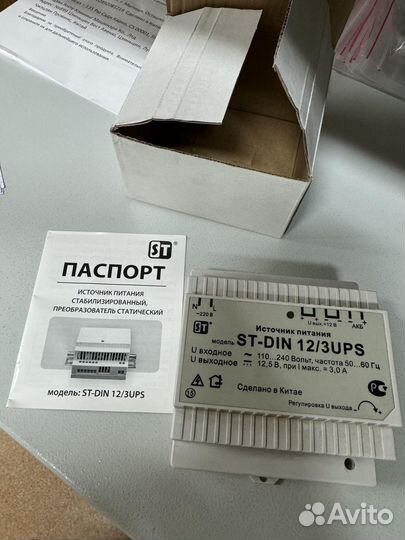 ST®
ПАСПОРТ
ИСТОЧНИК ПИТАНИЯ
СТАБИЛИЗИРОВАННЫЙ,
ПРЕОБРАЗОВАТЕЛЬ СТАТИЧЕСКИЙ
модель: ST-DIN 12/3UPS
N L
~220 В
- + - +
U вых.=12 В АКБ
ST®
Источник питания
модель ST-DIN 12/3UPS
U входное ~ 110...240 Вольт, частота 50...60 Гц
U выходное 12,5 В, при I макс. = 3,0 А
Сделано в Китае
15
Регулировка U выхода
- +
Avito